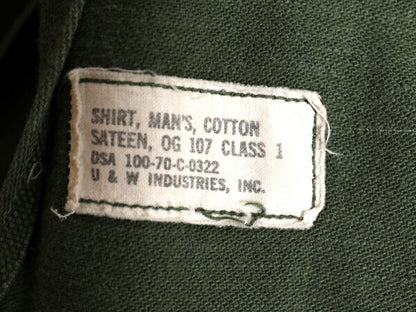 SHIRT, MAN'S, COTTON
SATEEN, OG 107 CLASS 1
DSA 100-70-C-0322
U & W INDUSTRIES, INC.